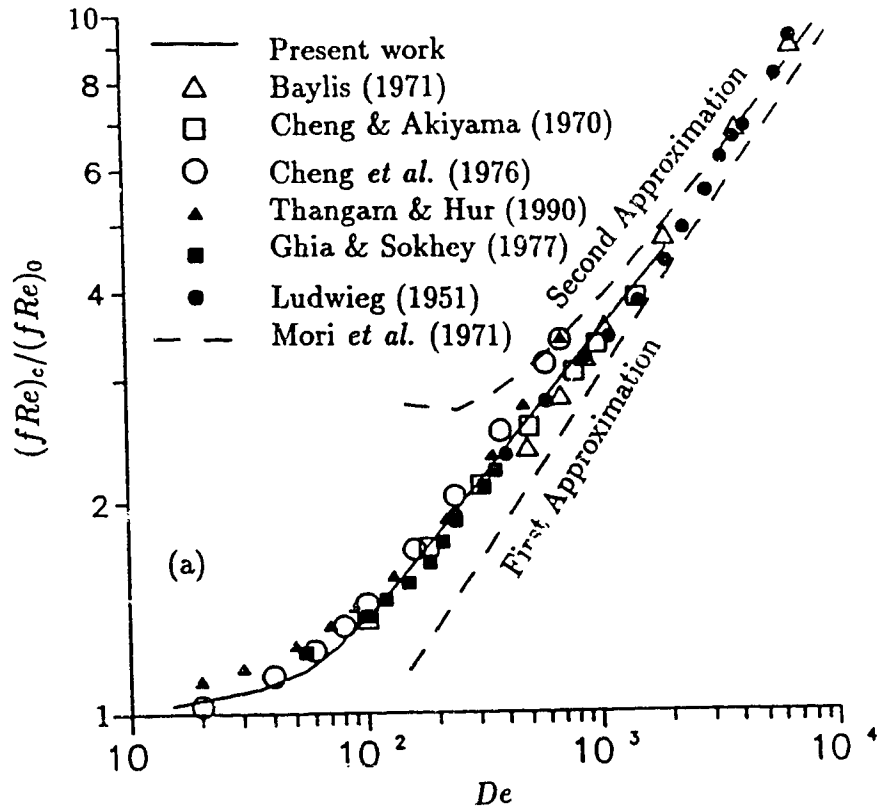 10
8
6
4
2
1
(fRe)c/(fRe)0
Present work
Baylis (1971)
Cheng & Akiyama (1970)
Cheng et al. (1976)
Thangam & Hur (1990)
Ghia & Sokhey (1977)
Ludwieg (1951)
Mori et al. (1971)
Second Approximation
First Approximation
(a)
10
10 2
10 3
10 4
De